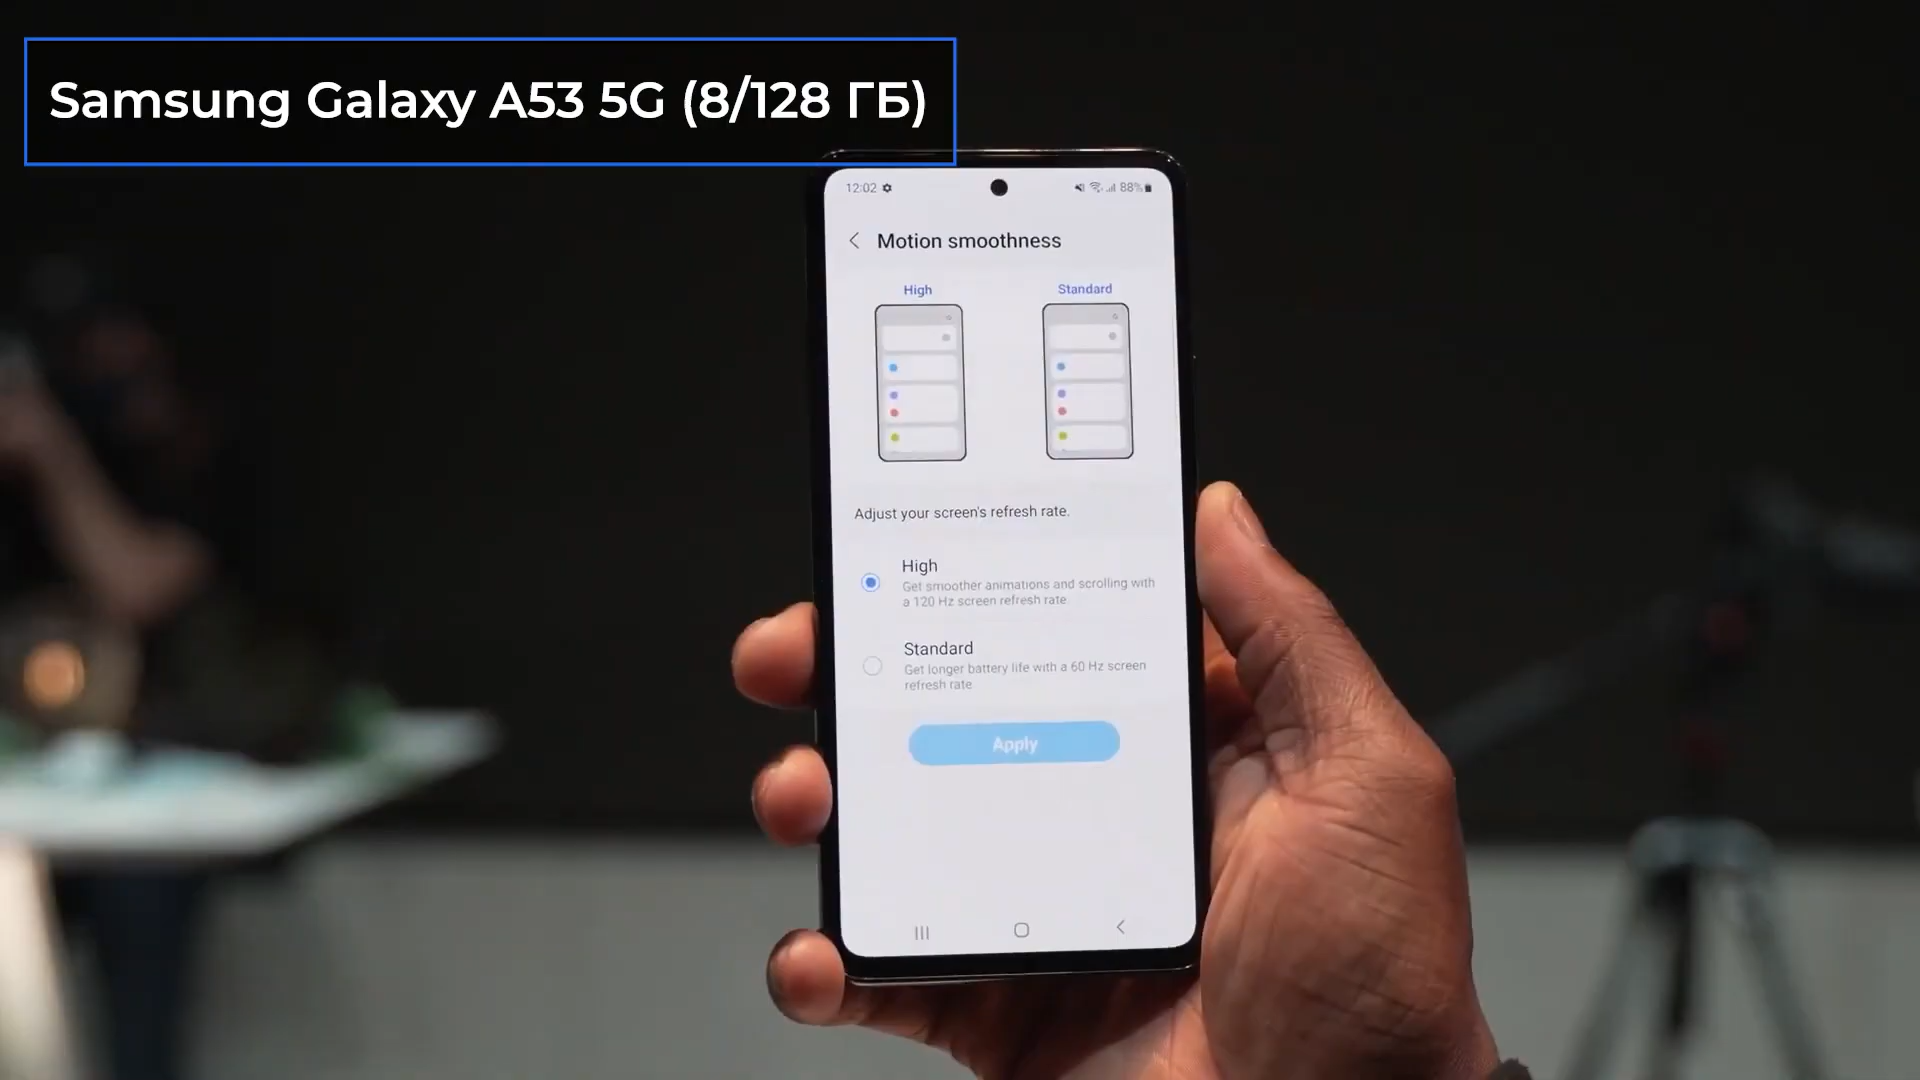 Samsung Galaxy A53 5G (8/128 ГБ)
12:02
88%
Motion smoothness
High
Standard
Adjust your screen's refresh rate.
High
Get smoother animations and scrolling with
a 120 Hz screen refresh rate
Standard
Get longer battery life with a 60 Hz screen
refresh rate
Apply